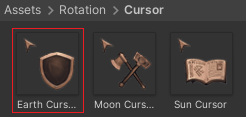 Assets > Rotation > Cursor
Earth Curs...
Moon Curs...
Sun Cursor